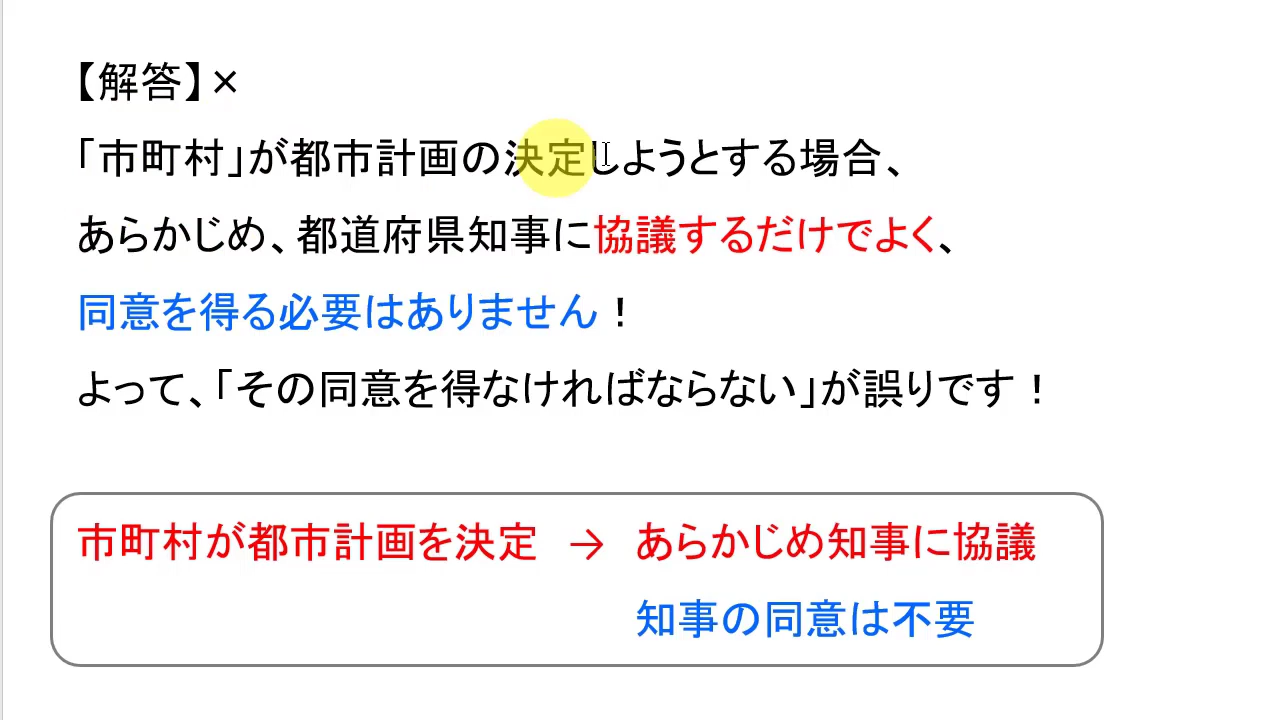 【解答】×
「市町村」が都市計画の決定しようとする場合、
あらかじめ、都道府県知事に協議するだけでよく、
同意を得る必要はありません！
よって、「その同意を得なければならない」が誤りです！
市町村が都市計画を決定 → あらかじめ知事に協議
知事の同意は不要